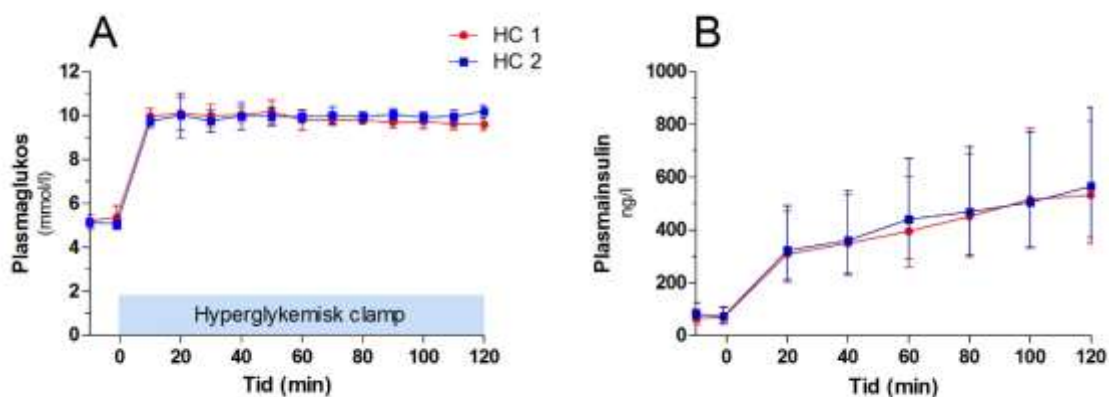 A
HC 1
HC 2
B
12
10
8
6
4
2
0
Plasmaglukos
(mmol/l)
Hyperglykemisk clamp
0 20 40 60 80 100 120
Tid (min)
1000
800
600
400
200
0
Plasmainsulin
ng/l
0 20 40 60 80 100 120
Tid (min)